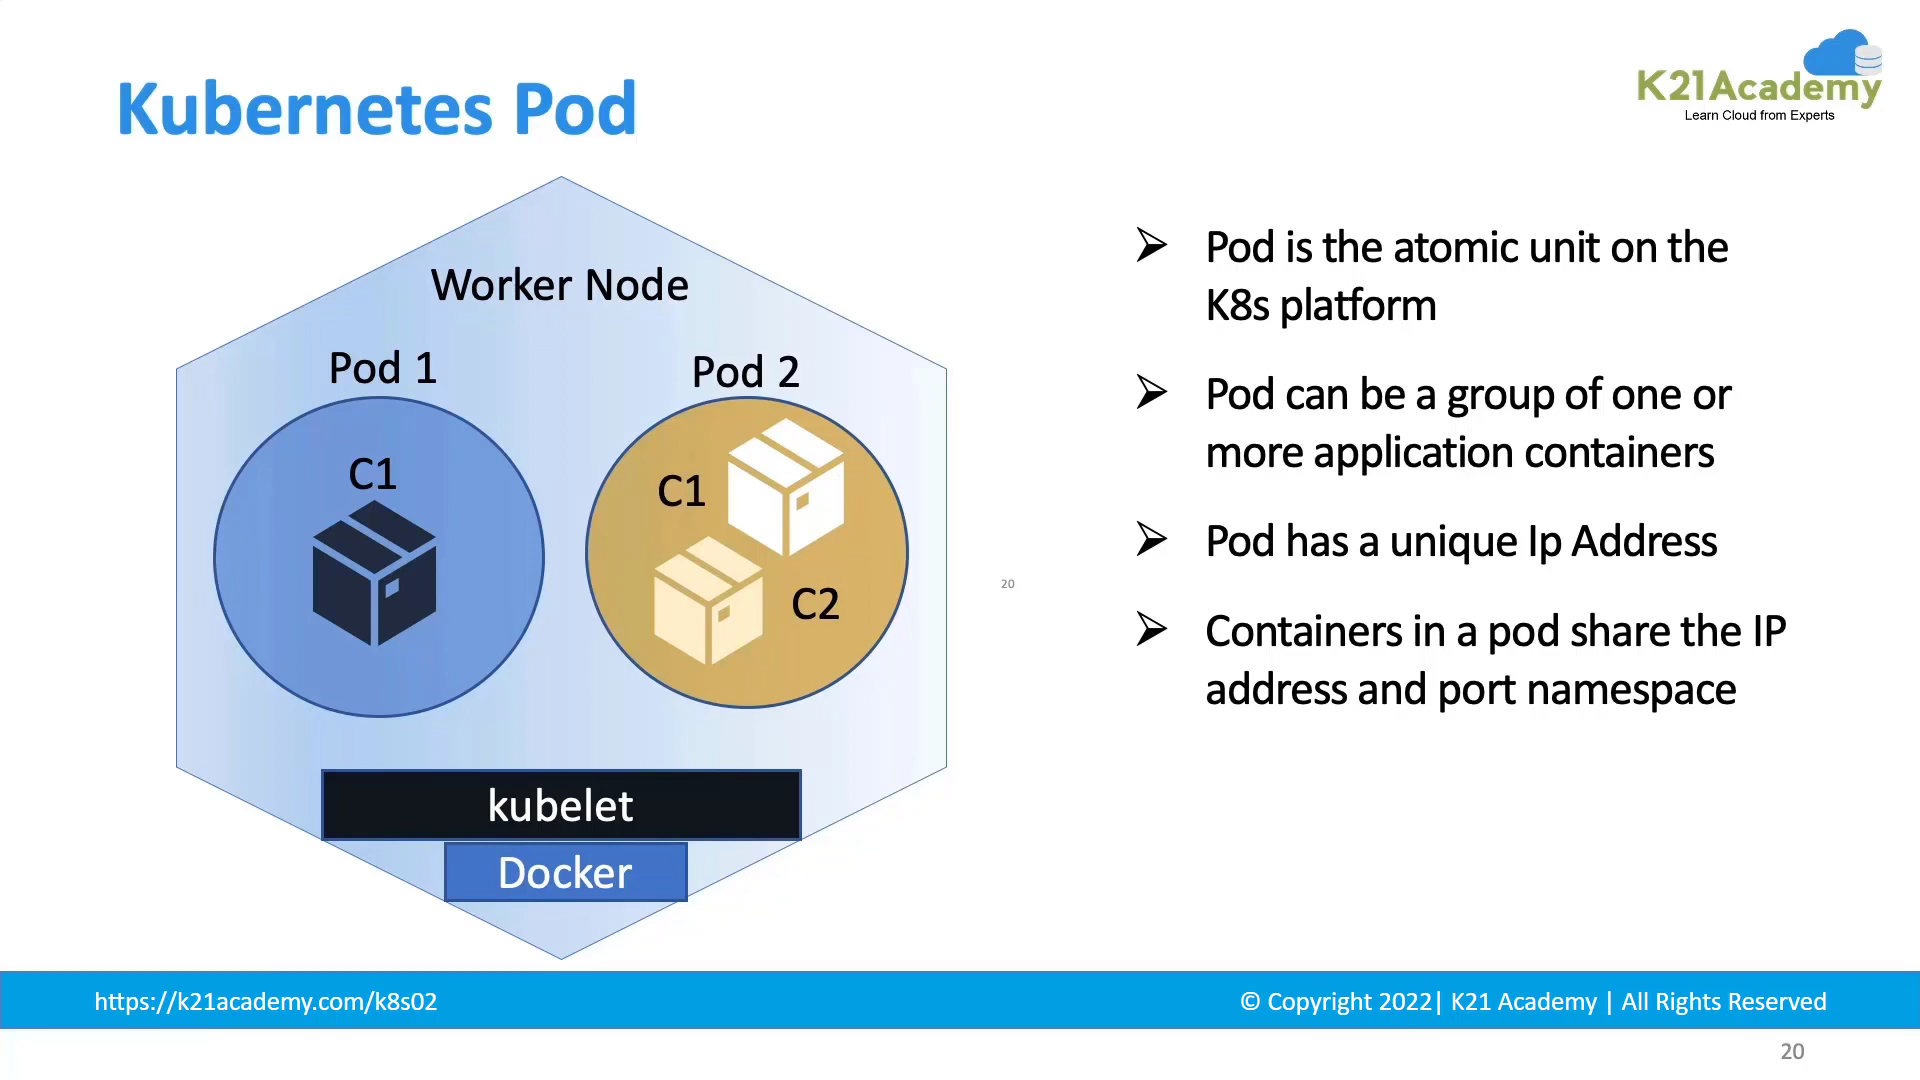 K21Academy
Learn Cloud from Experts
Kubernetes Pod
Worker Node
Pod 1
Pod 2
C1
C1
C2
kubelet
Docker
20
Pod is the atomic unit on the
K8s platform
Pod can be a group of one or
more application containers
Pod has a unique Ip Address
Containers in a pod share the IP
address and port namespace
https://k21academy.com/k8s02
© Copyright 2022| K21 Academy | All Rights Reserved
20